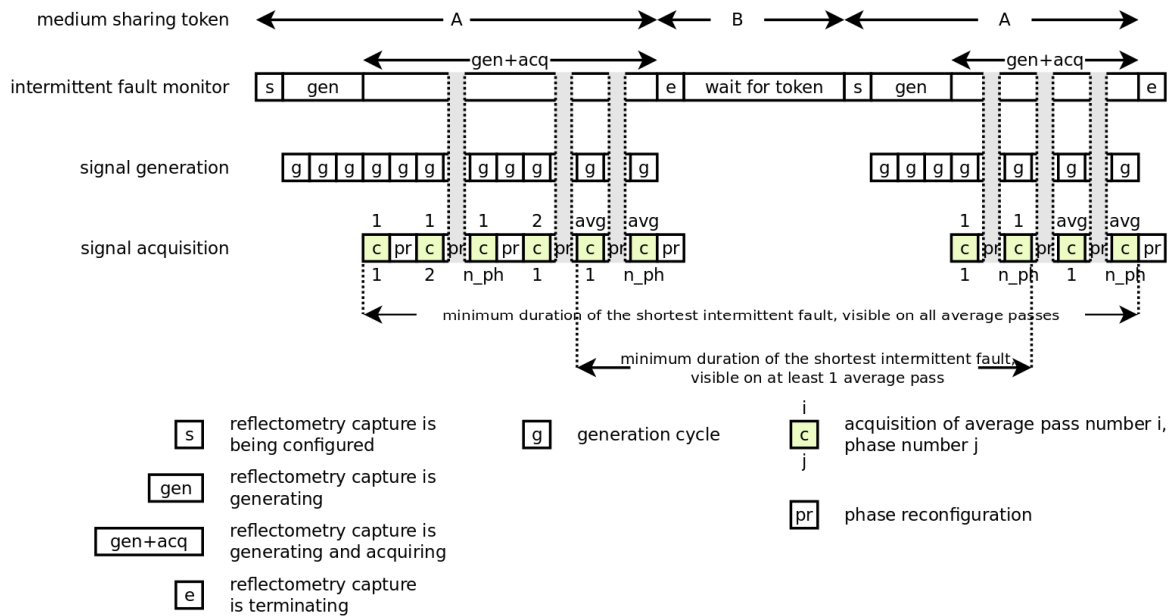 medium sharing token A B A
gen+acq gen+acq
intermittent fault monitor s gen e wait for token s gen e
signal generation g g g g g g g g g g g g g g g g g g g
1 1 1 2 avg avg 1 1 avg avg
signal acquisition c pr c pr c pr c pr c pr c pr c pr c pr c pr c pr
1 2 n_ph 1 1 n_ph 1 n_ph 1 n_ph
minimum duration of the shortest intermittent fault, visible on all average passes
minimum duration of the shortest intermittent fault,
visible on at least 1 average pass
s reflectometry capture is
being configured
gen reflectometry capture is
generating
gen+acq reflectometry capture is
generating and acquiring
e reflectometry capture
is terminating
g generation cycle
i
c acquisition of average pass number i,
phase number j
j
pr phase reconfiguration